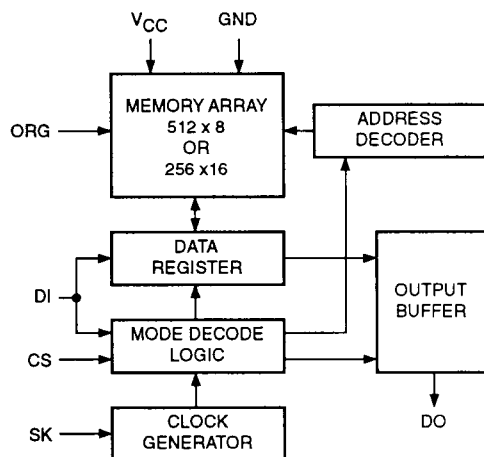 VCC GND
MEMORY ARRAY
512 x 8
OR
256 x16
ORG
ADDRESS
DECODER
DATA
REGISTER
DI
OUTPUT
BUFFER
MODE DECODE
LOGIC
CS
CLOCK
GENERATOR
SK
DO